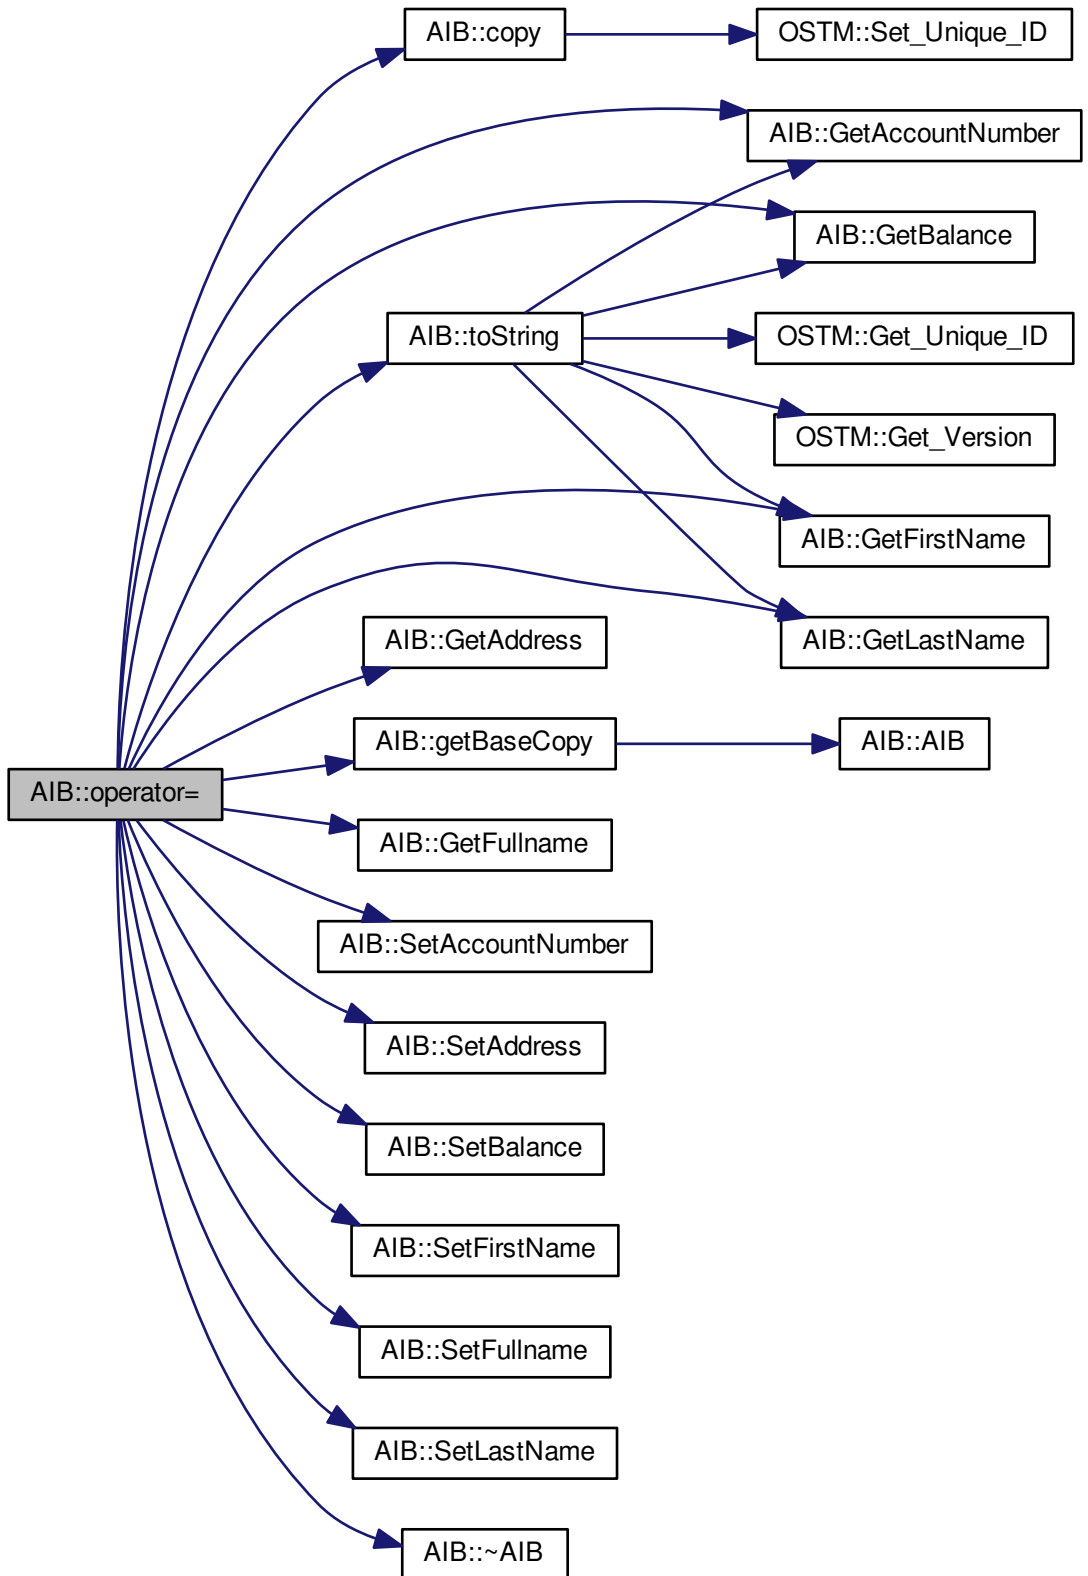 AIB::copy
OSTM::Set_Unique_ID
AIB::GetAccountNumber
AIB::GetBalance
AIB::toString
OSTM::Get_Unique_ID
OSTM::Get_Version
AIB::GetFirstName
AIB::GetAddress
AIB::GetLastName
AIB::getBaseCopy
AIB::AIB
AIB::operator=
AIB::GetFullname
AIB::SetAccountNumber
AIB::SetAddress
AIB::SetBalance
AIB::SetFirstName
AIB::SetFullname
AIB::SetLastName
AIB::~AIB